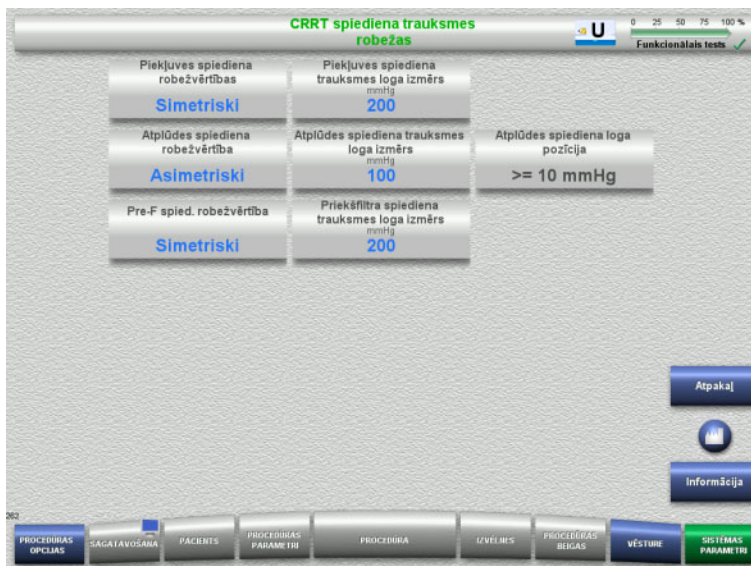 CRRT spiediena trauksmes
robežas
U
0 25 50 75 100 %
Funkcionālais tests
Piekļuves spiediena
robežvērtības
Simetriski
Piekļuves spiediena
trauksmes loga izmērs
mmHg
200
Atplūdes spiediena
robežvērtība
Asimetriski
Atplūdes spiediena trauksmes
loga izmērs
mmHg
100
Atplūdes spiediena loga
pozīcija
>= 10 mmHg
Pre-F spied. robežvērtība
Simetriski
Priekšfiltra spiediena
trauksmes loga izmērs
mmHg
200
Atpakaļ
Informācija
262
PROCEDŪRAS
OPCIJAS
SAGATAVOŠANA
PACIENTS
PROCEDŪRAS
PARAMETRI
PROCEDŪRA
IZVĒLNES
PROCEDŪRAS
BEIGAS
VĒSTURE
SISTĒMAS
PARAMETRI